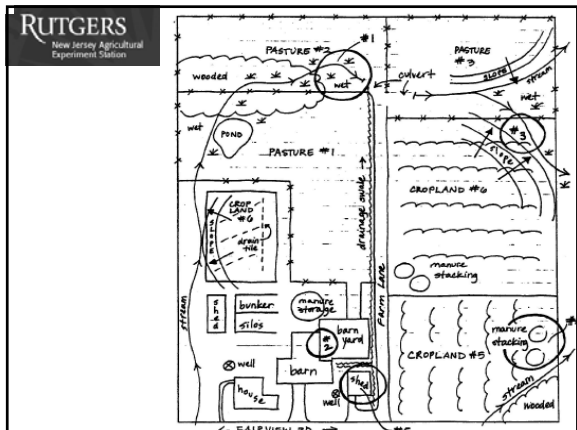 RUTGERS
New Jersey Agricultural
Experiment Station
#1
PASTURE #2
PASTURE
#3
wooded
wet
culvert
SLOPE
stream
wet
wet
POND
PASTURE #1
#3
slope
drainage swale
CROPLAND #6
CROP
LAND
#6
SLOPE
drain
tile
manure
stacking
stream
shed
bunker
silos
manure
storage
barn
yard
#2
Farm Lane
manure
stacking
#
CROPLAND #5
well
barn
house
shed
well
stream
wooded
FAIRVIEW RD